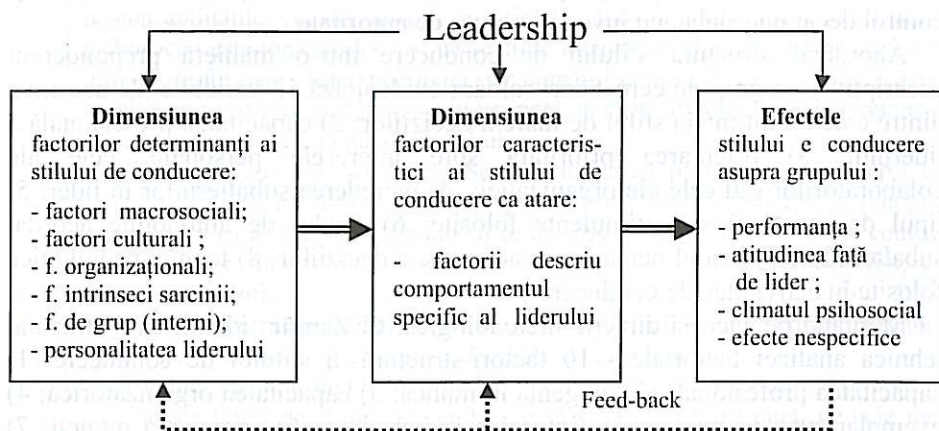 Leadership
Dimensiunea
factorilor determinanți ai
stilului de conducere:
- factori macrosociali;
- factori culturali ;
- f. organizaționali;
- f. intrinseci sarcinii;
- f. de grup (interni);
- personalitatea liderului
Dimensiunea
factorilor caracteris-
tici ai stilului de
conducere ca atare:
- factorii descriu
comportamentul
specific al liderului
Efectele
stilului e conducere
asupra grupului :
- performanța ;
- atitudinea față
de lider ;
- climatul psihosocial
- efecte nespecifice
Feed-back